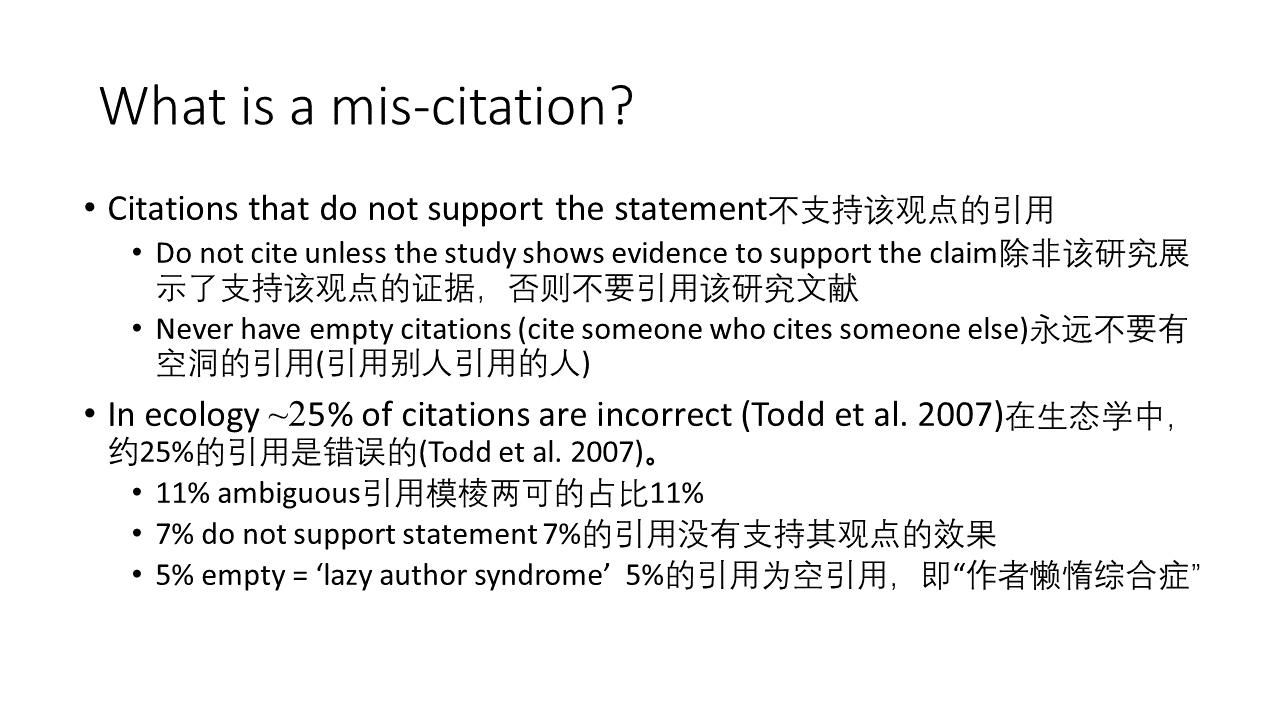 What is a mis-citation?
• Citations that do not support the statement不支持该观点的引用
• Do not cite unless the study shows evidence to support the claim除非该研究展
示了支持该观点的证据，否则不要引用该研究文献
• Never have empty citations (cite someone who cites someone else)永远不要有
空洞的引用(引用别人引用的人)
• In ecology ~25% of citations are incorrect (Todd et al. 2007)在生态学中，
约25%的引用是错误的(Todd et al. 2007)。
• 11% ambiguous引用模棱两可的占比11%
• 7% do not support statement 7%的引用没有支持其观点的效果
• 5% empty = ‘lazy author syndrome’ 5%的引用为空引用，即“作者懒惰综合症”